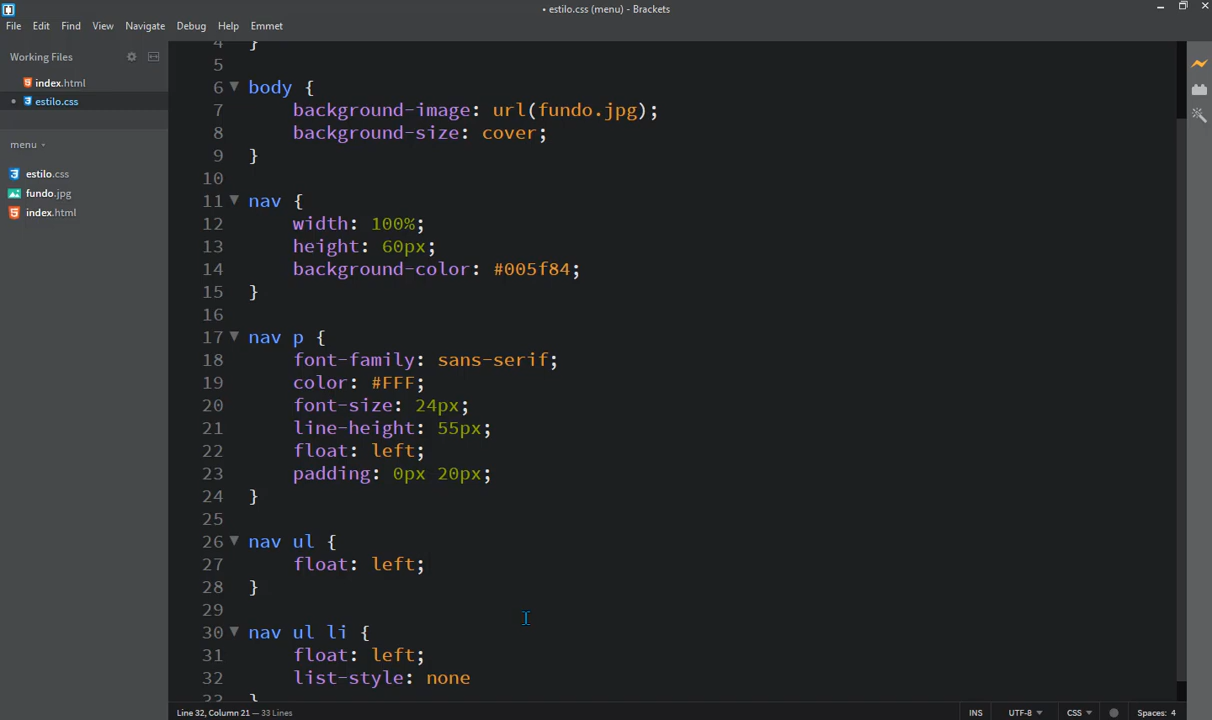 • estilo.css (menu) - Brackets
File Edit Find View Navigate Debug Help Emmet
Working Files
index.html
• estilo.css
menu
estilo.css
fundo.jpg
index.html
4 }
5
6 body {
7 background-image: url(fundo.jpg);
8 background-size: cover;
9 }
10
11 nav {
12 width: 100%;
13 height: 60px;
14 background-color: #005f84;
15 }
16
17 nav p {
18 font-family: sans-serif;
19 color: #FFF;
20 font-size: 24px;
21 line-height: 55px;
22 float: left;
23 padding: 0px 20px;
24 }
25
26 nav ul {
27 float: left;
28 }
29
30 nav ul li {
31 float: left;
32 list-style: none
33 }
Line 32, Column 21 — 33 Lines INS UTF-8 CSS Spaces: 4